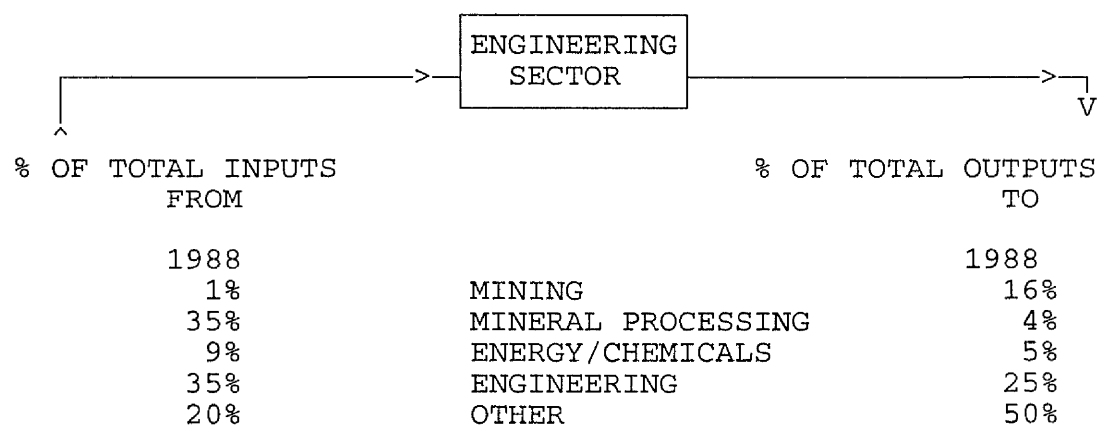 ENGINEERING
SECTOR
% OF TOTAL INPUTS % OF TOTAL OUTPUTS
FROM TO
1988 1988
1% MINING 16%
35% MINERAL PROCESSING 4%
9% ENERGY/CHEMICALS 5%
35% ENGINEERING 25%
20% OTHER 50%